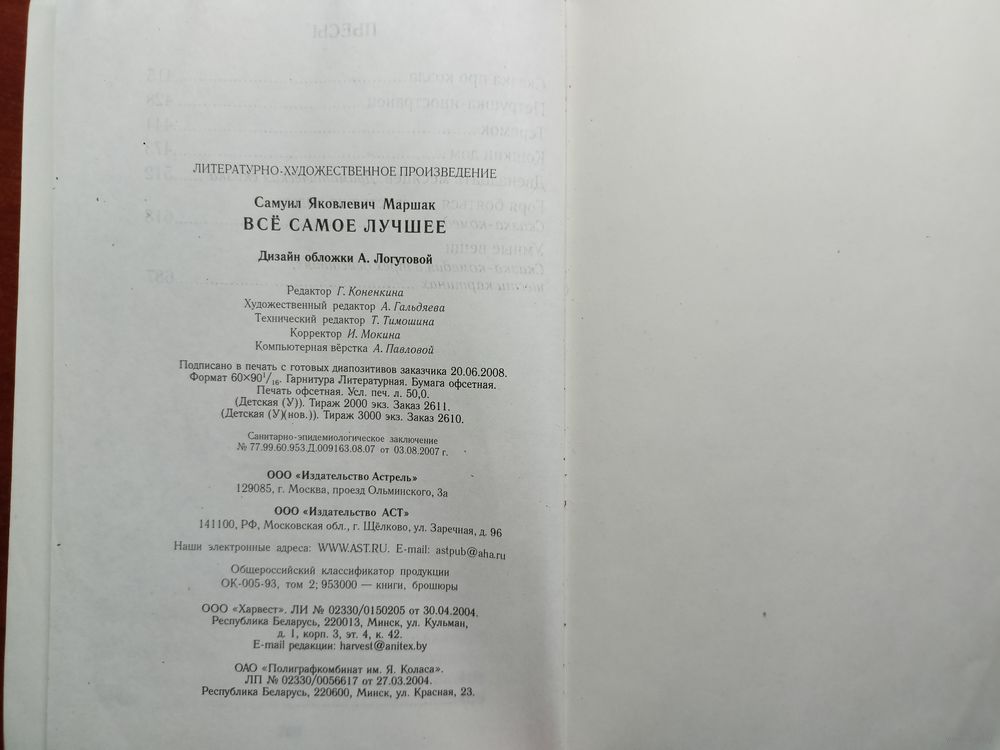 ЛИТЕРАТУРНО-ХУДОЖЕСТВЕННОЕ ПРОИЗВЕДЕНИЕ
Самуил Яковлевич Маршак
ВСЁ САМОЕ ЛУЧШЕЕ
Дизайн обложки А. Логутовой
Редактор Г. Коненкина
Художественный редактор А. Гальдяева
Технический редактор Т. Тимошина
Корректор И. Мокина
Компьютерная вёрстка А. Павловой
Подписано в печать с готовых диапозитивов заказчика 20.06.2008.
Формат 60×90¹/₁₆. Гарнитура Литературная. Бумага офсетная.
Печать офсетная. Усл. печ. л. 50,0.
(Детская (У)). Тираж 2000 экз. Заказ 2611.
(Детская (У)(нов.)). Тираж 3000 экз. Заказ 2610.
Санитарно-эпидемиологическое заключение
№ 77.99.60.953.Д.009163.08.07 от 03.08.2007 г.
ООО «Издательство Астрель»
129085, г. Москва, проезд Ольминского, 3а
ООО «Издательство АСТ»
141100, РФ, Московская обл., г. Щёлково, ул. Заречная, д. 96
Наши электронные адреса: WWW.AST.RU. E-mail: astpub@aha.ru
Общероссийский классификатор продукции
ОК-005-93, том 2; 953000 — книги, брошюры
ООО «Харвест». ЛИ № 02330/0150205 от 30.04.2004.
Республика Беларусь, 220013, Минск, ул. Кульман,
д. 1, корп. 3, эт. 4, к. 42.
E-mail редакции: harvest@anitex.by
ОАО «Полиграфкомбинат им. Я. Коласа».
ЛП № 02330/0056617 от 27.03.2004.
Республика Беларусь, 220600, Минск, ул. Красная, 23.